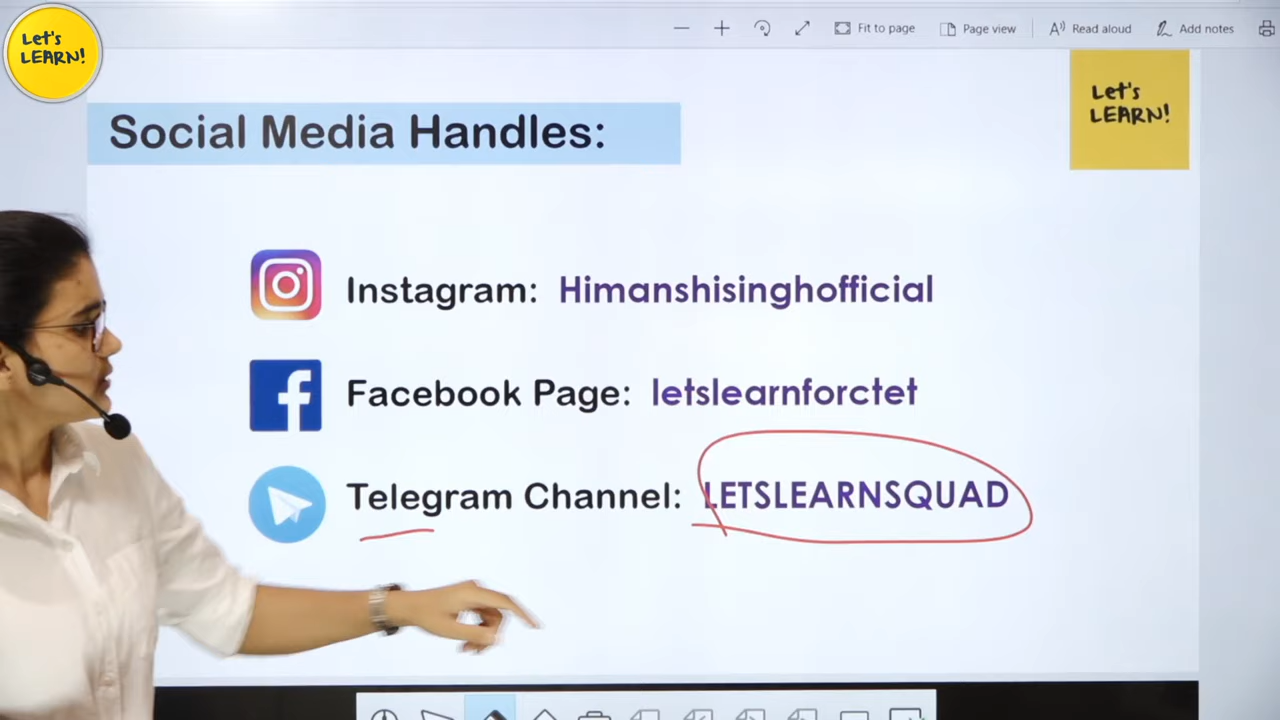 Let's
LEARN!
Fit to page
Page view
Read aloud
Add notes
Let's
LEARN!
Social Media Handles:
Instagram: Himanshisinghofficial
Facebook Page: letslearnforctet
Telegram Channel: LETSLEARNSQUAD